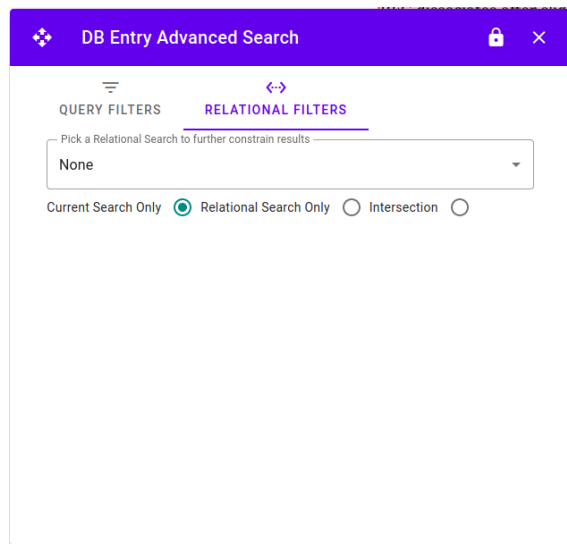 DB Entry Advanced Search
QUERY FILTERS
RELATIONAL FILTERS
Pick a Relational Search to further constrain results
None
Current Search Only Relational Search Only Intersection